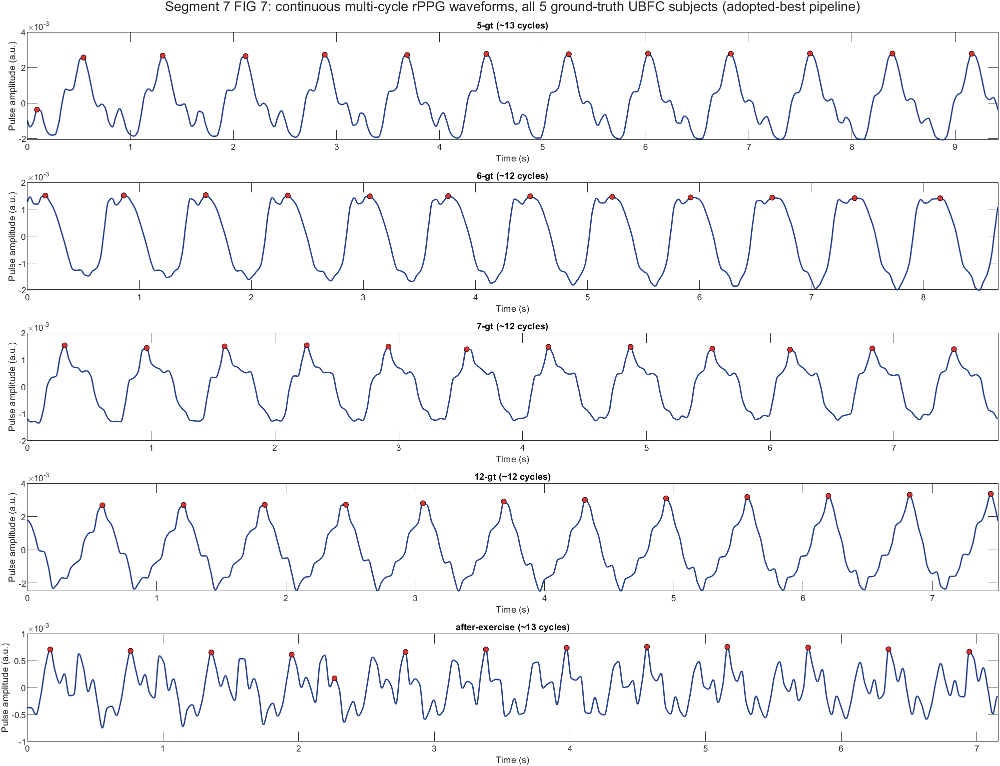 Segment 7 FIG 7: continuous multi-cycle rPPG waveforms, all 5 ground-truth UBFC subjects (adopted-best pipeline)
5-gt (~13 cycles)
×10-3
4
2
0
-2
Pulse amplitude (a.u.)
0 1 2 3 4 5 6 7 8 9
Time (s)
6-gt (~12 cycles)
×10-3
2
1
0
-1
-2
Pulse amplitude (a.u.)
0 1 2 3 4 5 6 7 8
Time (s)
7-gt (~12 cycles)
×10-3
2
1
0
-1
-2
Pulse amplitude (a.u.)
0 1 2 3 4 5 6 7
Time (s)
12-gt (~12 cycles)
×10-3
4
2
0
-2
Pulse amplitude (a.u.)
0 1 2 3 4 5 6 7
Time (s)
after-exercise (~13 cycles)
×10-3
1
0.5
0
-0.5
-1
Pulse amplitude (a.u.)
0 1 2 3 4 5 6 7
Time (s)